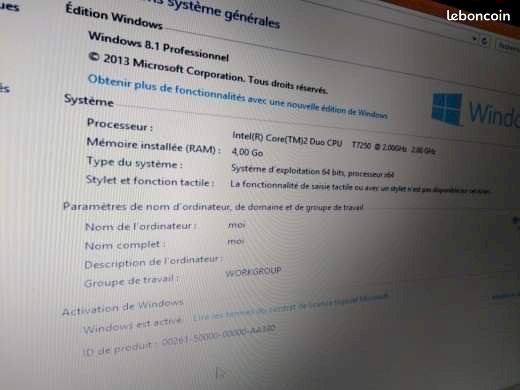 leboncoin
système générales
Édition Windows
Windows 8.1 Professionnel
© 2013 Microsoft Corporation. Tous droits réservés.
Obtenir plus de fonctionnalités avec une nouvelle édition de Windows
Système
Processeur : Intel(R) Core(TM)2 Duo CPU T7250 @ 2.00GHz 2.00 GHz
Mémoire installée (RAM) : 4,00 Go
Type du système : Système d'exploitation 64 bits, processeur x64
Stylet et fonction tactile : La fonctionnalité de saisie tactile ou avec un stylet n'est pas disponible sur cet écran
Paramètres de nom d'ordinateur, de domaine et de groupe de travail
Nom de l'ordinateur : moi
Nom complet : moi
Description de l'ordinateur :
Groupe de travail : WORKGROUP
Activation de Windows
Windows est activé. Lire les termes du contrat de licence logiciel Microsoft
ID de produit : 00261-50000-00000-AA380